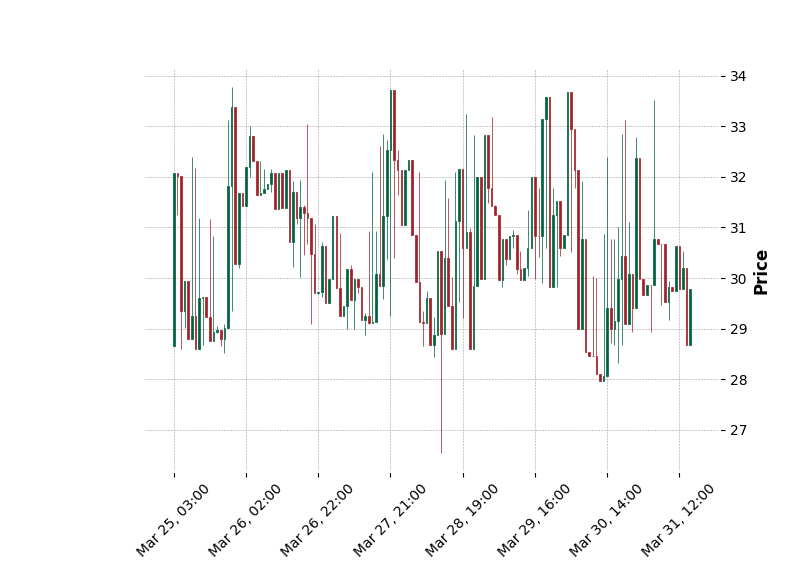 34
33
32
31
30
29
28
27
Price
Mar 25, 03:00
Mar 26, 02:00
Mar 26, 22:00
Mar 27, 21:00
Mar 28, 19:00
Mar 29, 16:00
Mar 30, 14:00
Mar 31, 12:00